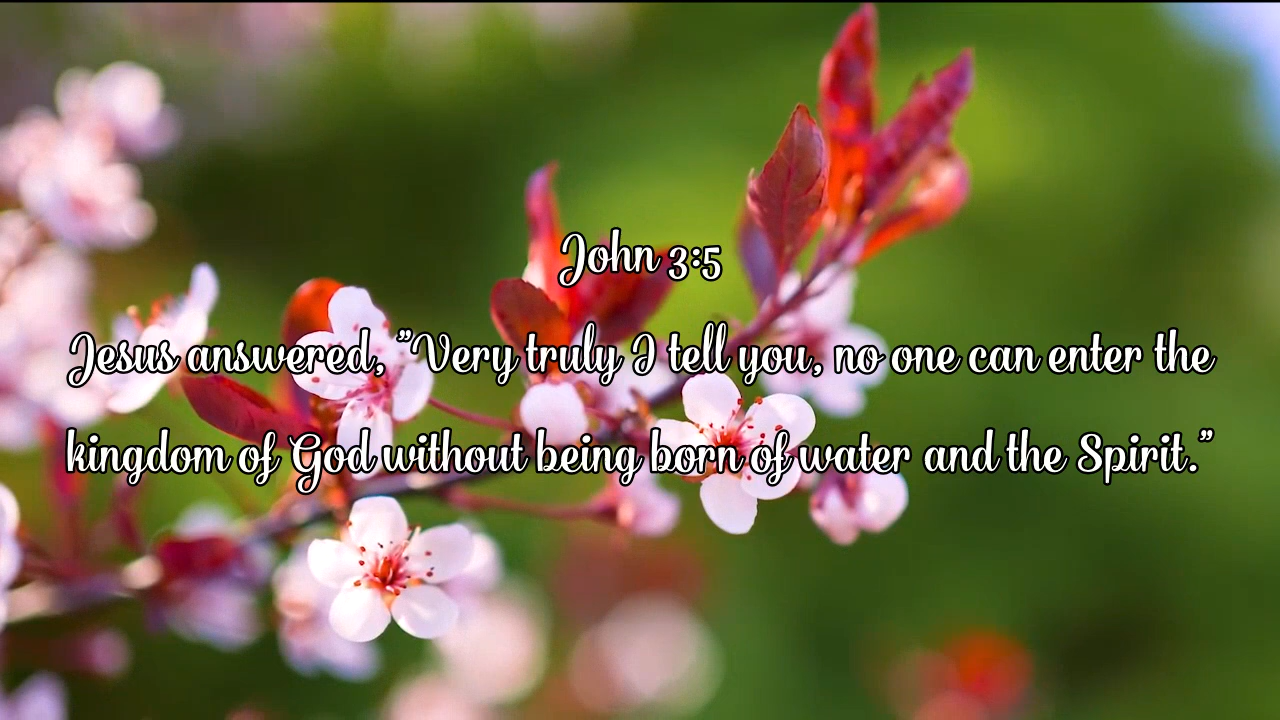 John 3:5
Jesus answered, "Very truly I tell you, no one can enter the
kingdom of God without being born of water and the Spirit."